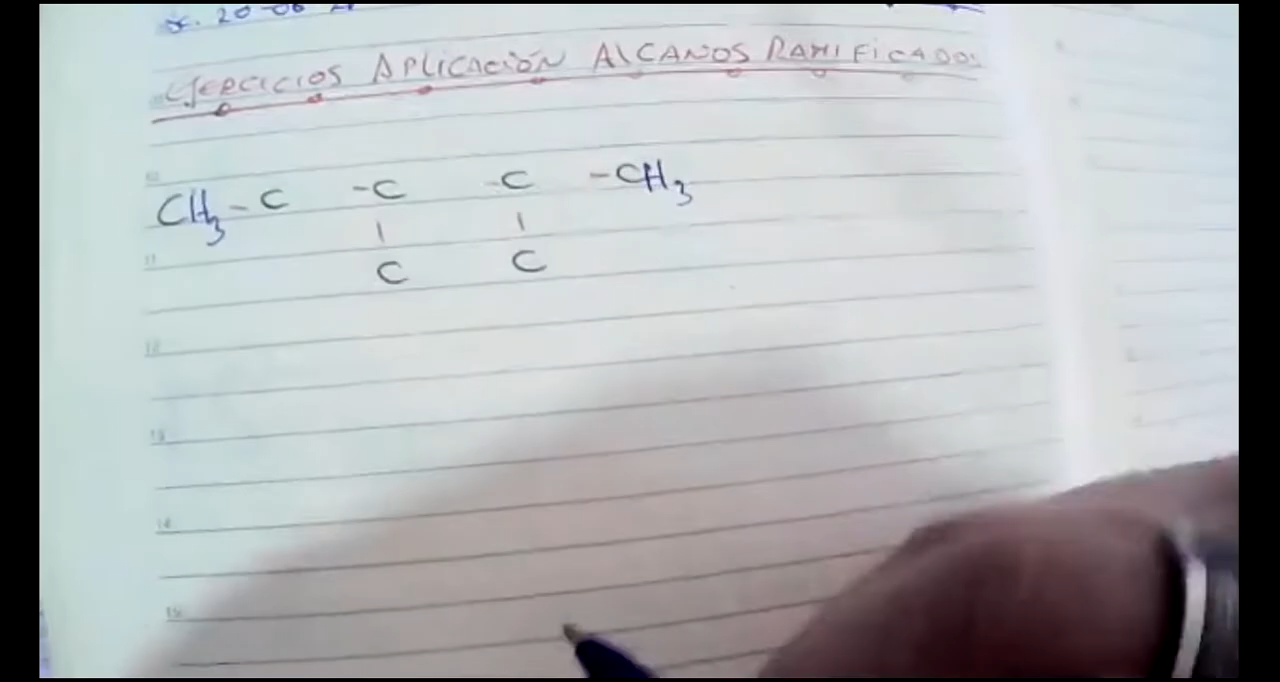 EJERCICIOS APLICACIÓN ALCANOS RAMIFICADOS
CH3 - C - C - C - CH3
| |
C C